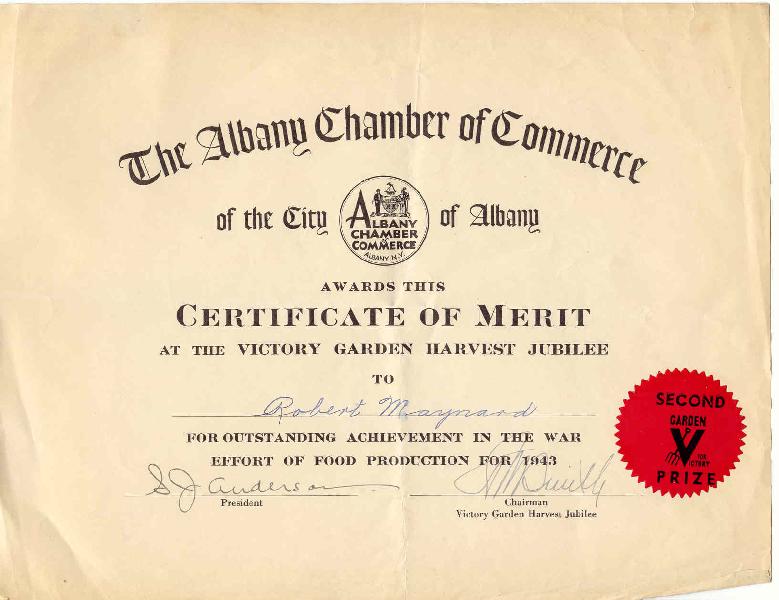 The Albany Chamber of Commerce
of the City
ALBANY
CHAMBER
of
COMMERCE
ALBANY N.Y.
of Albany
AWARDS THIS
CERTIFICATE OF MERIT
AT THE VICTORY GARDEN HARVEST JUBILEE
TO
Robert Maynard
FOR OUTSTANDING ACHIEVEMENT IN THE WAR
EFFORT OF FOOD PRODUCTION FOR 1943
S J Anderson
President
Chairman
Victory Garden Harvest Jubilee
SECOND
GARDEN
V
FOR
VICTORY
PRIZE